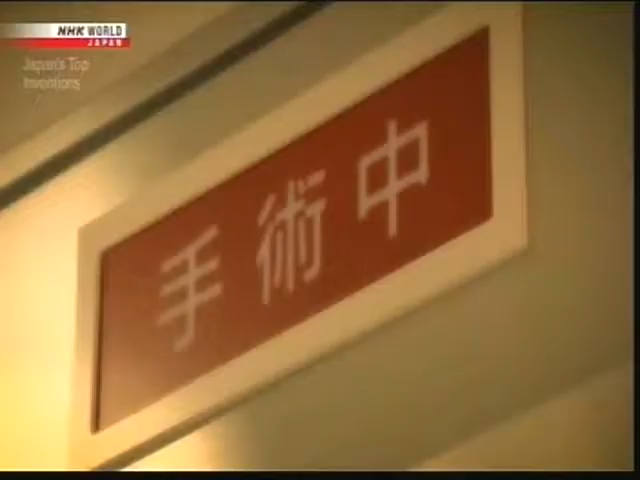 NHK WORLD
JAPAN
Japan's Top
Inventions
手術中